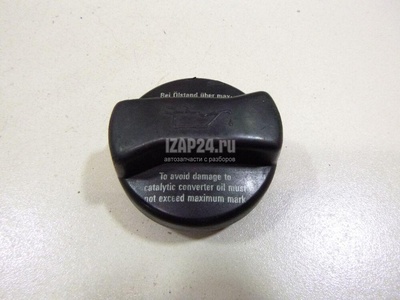 Bei Ölstand über max.
IZAP24.ru
автозапчасти с разборов
To avoid damage to
catalytic converter oil must
not exceed maximum mark